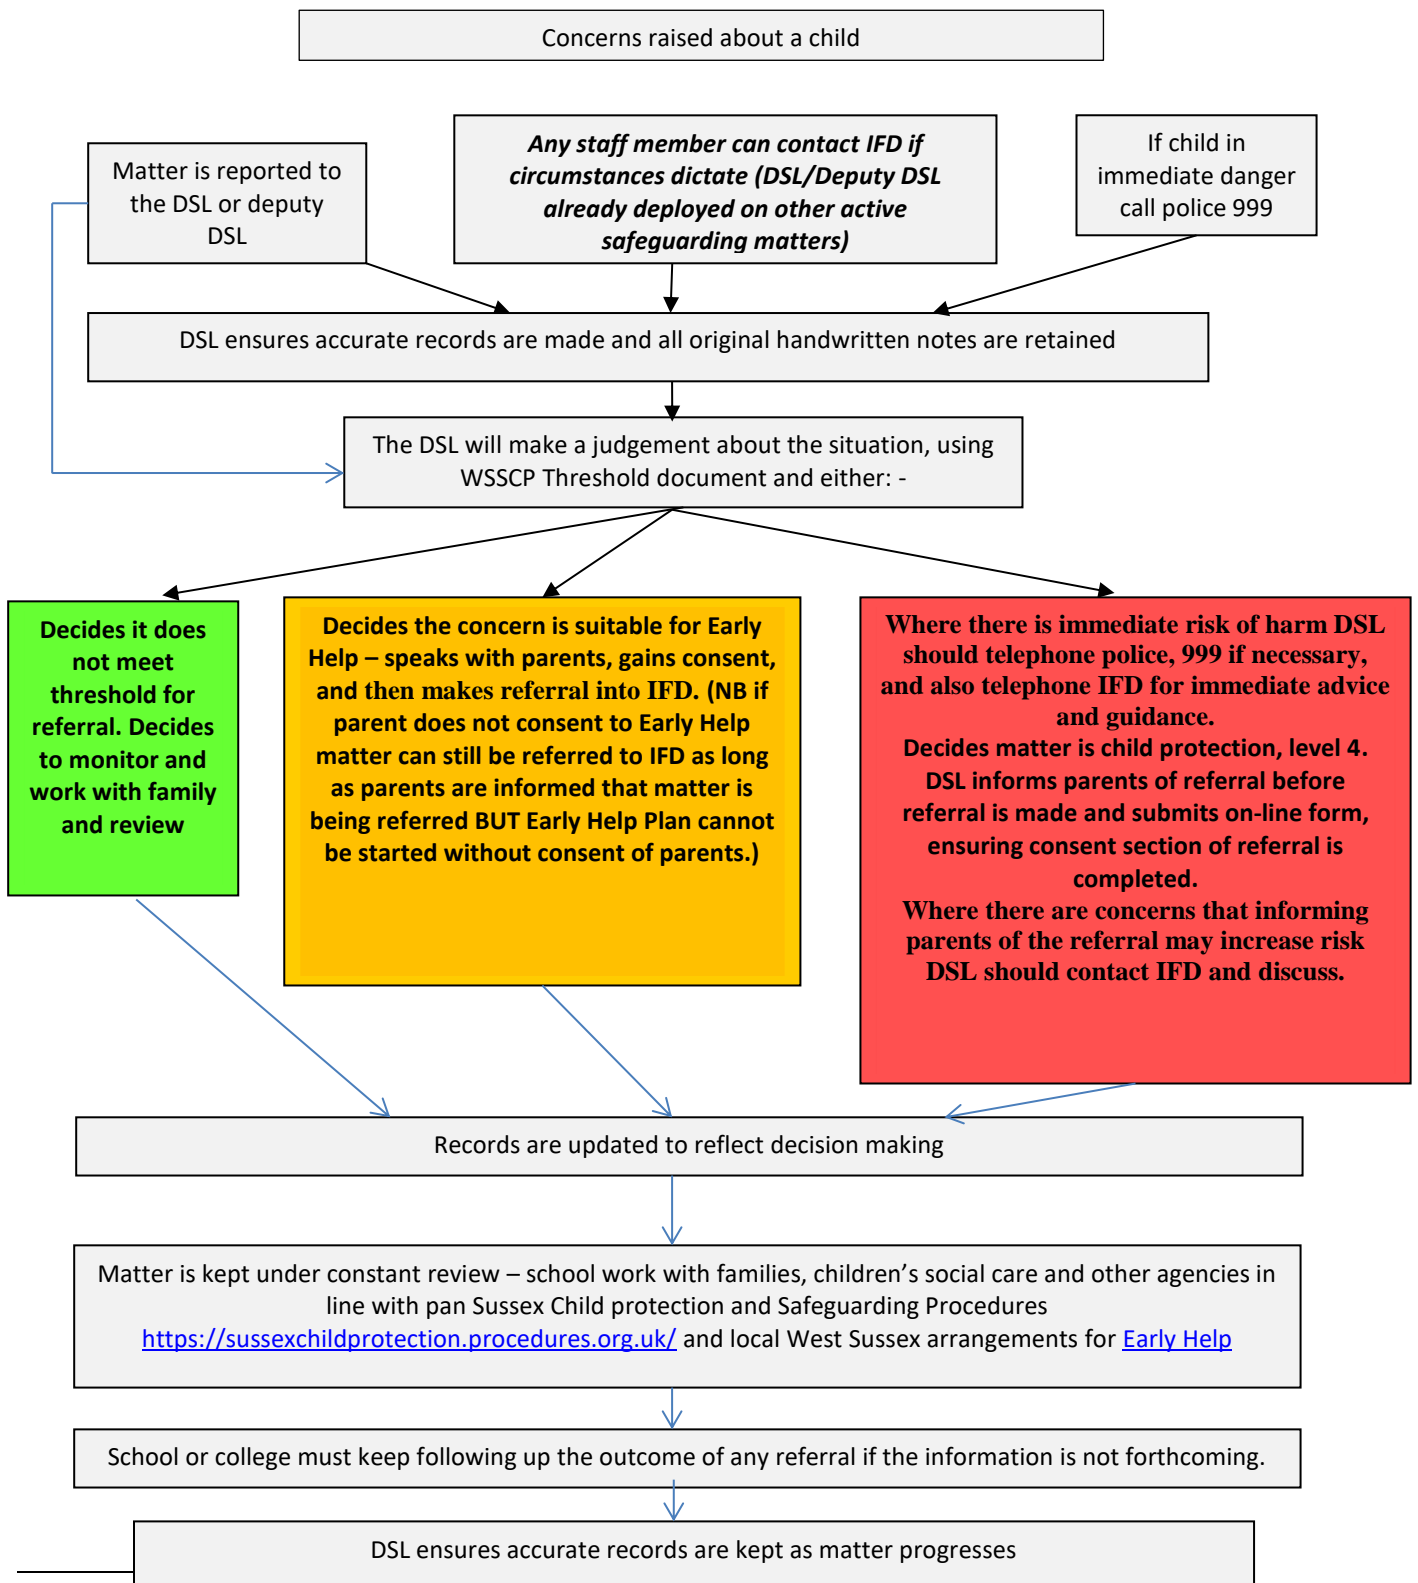 Concerns raised about a child
Matter is reported to
the DSL or deputy
DSL
Any staff member can contact IFD if
circumstances dictate (DSL/Deputy DSL
already deployed on other active
safeguarding matters)
If child in
immediate danger
call police 999
DSL ensures accurate records are made and all original handwritten notes are retained
The DSL will make a judgement about the situation, using
WSSCP Threshold document and either: -
Decides it does
not meet
threshold for
referral. Decides
to monitor and
work with family
and review
Decides the concern is suitable for Early
Help – speaks with parents, gains consent,
and then makes referral into IFD. (NB if
parent does not consent to Early Help
matter can still be referred to IFD as long
as parents are informed that matter is
being referred BUT Early Help Plan cannot
be started without consent of parents.)
Where there is immediate risk of harm DSL
should telephone police, 999 if necessary,
and also telephone IFD for immediate advice
and guidance.
Decides matter is child protection, level 4.
DSL informs parents of referral before
referral is made and submits on-line form,
ensuring consent section of referral is
completed.
Where there are concerns that informing
parents of the referral may increase risk
DSL should contact IFD and discuss.
Records are updated to reflect decision making
Matter is kept under constant review – school work with families, children’s social care and other agencies in
line with pan Sussex Child protection and Safeguarding Procedures
https://sussexchildprotection.procedures.org.uk/ and local West Sussex arrangements for Early Help
School or college must keep following up the outcome of any referral if the information is not forthcoming.
DSL ensures accurate records are kept as matter progresses